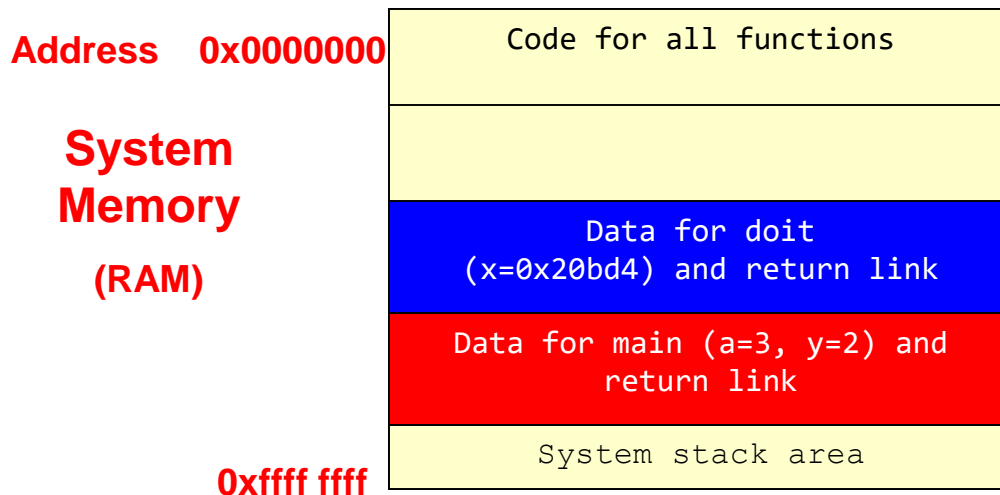 Address 0x0000000
Code for all functions
System
Memory
(RAM)
Data for doit
(x=0x20bd4) and return link
Data for main (a=3, y=2) and
return link
System stack area
0xffff ffff